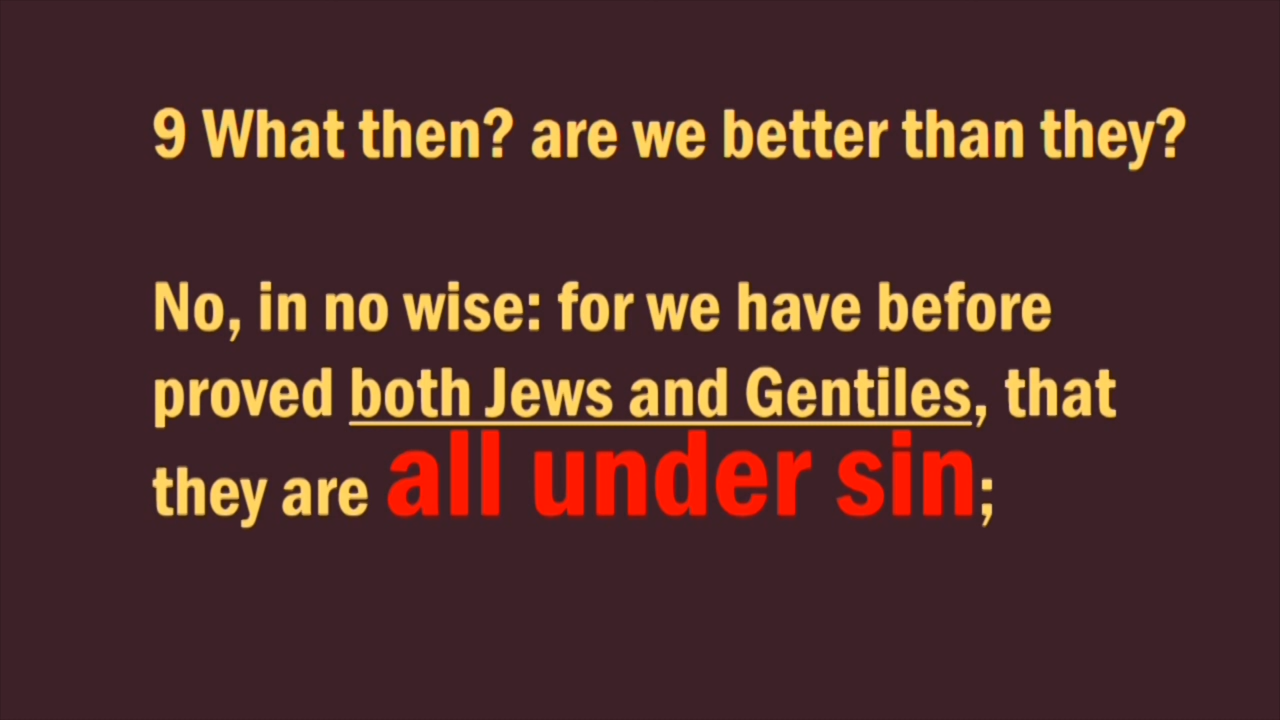 9 What then? are we better than they?
No, in no wise: for we have before
proved both Jews and Gentiles, that
they are all under sin;